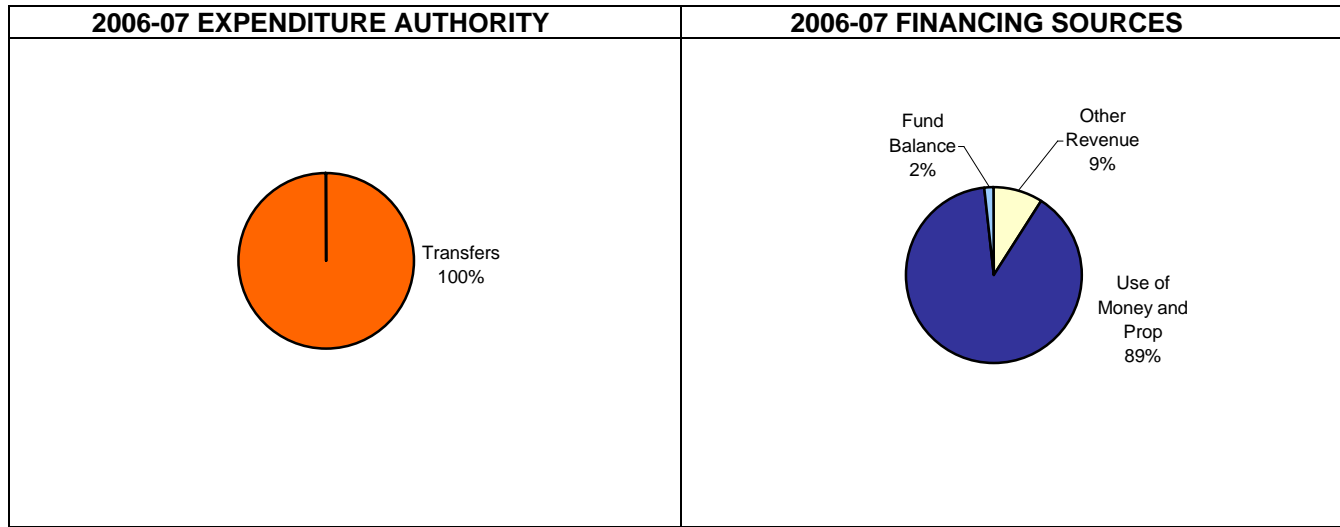 2006-07 EXPENDITURE AUTHORITY
Transfers
100%
2006-07 FINANCING SOURCES
Fund
Balance
2%
Other
Revenue
9%
Use of
Money and
Prop
89%